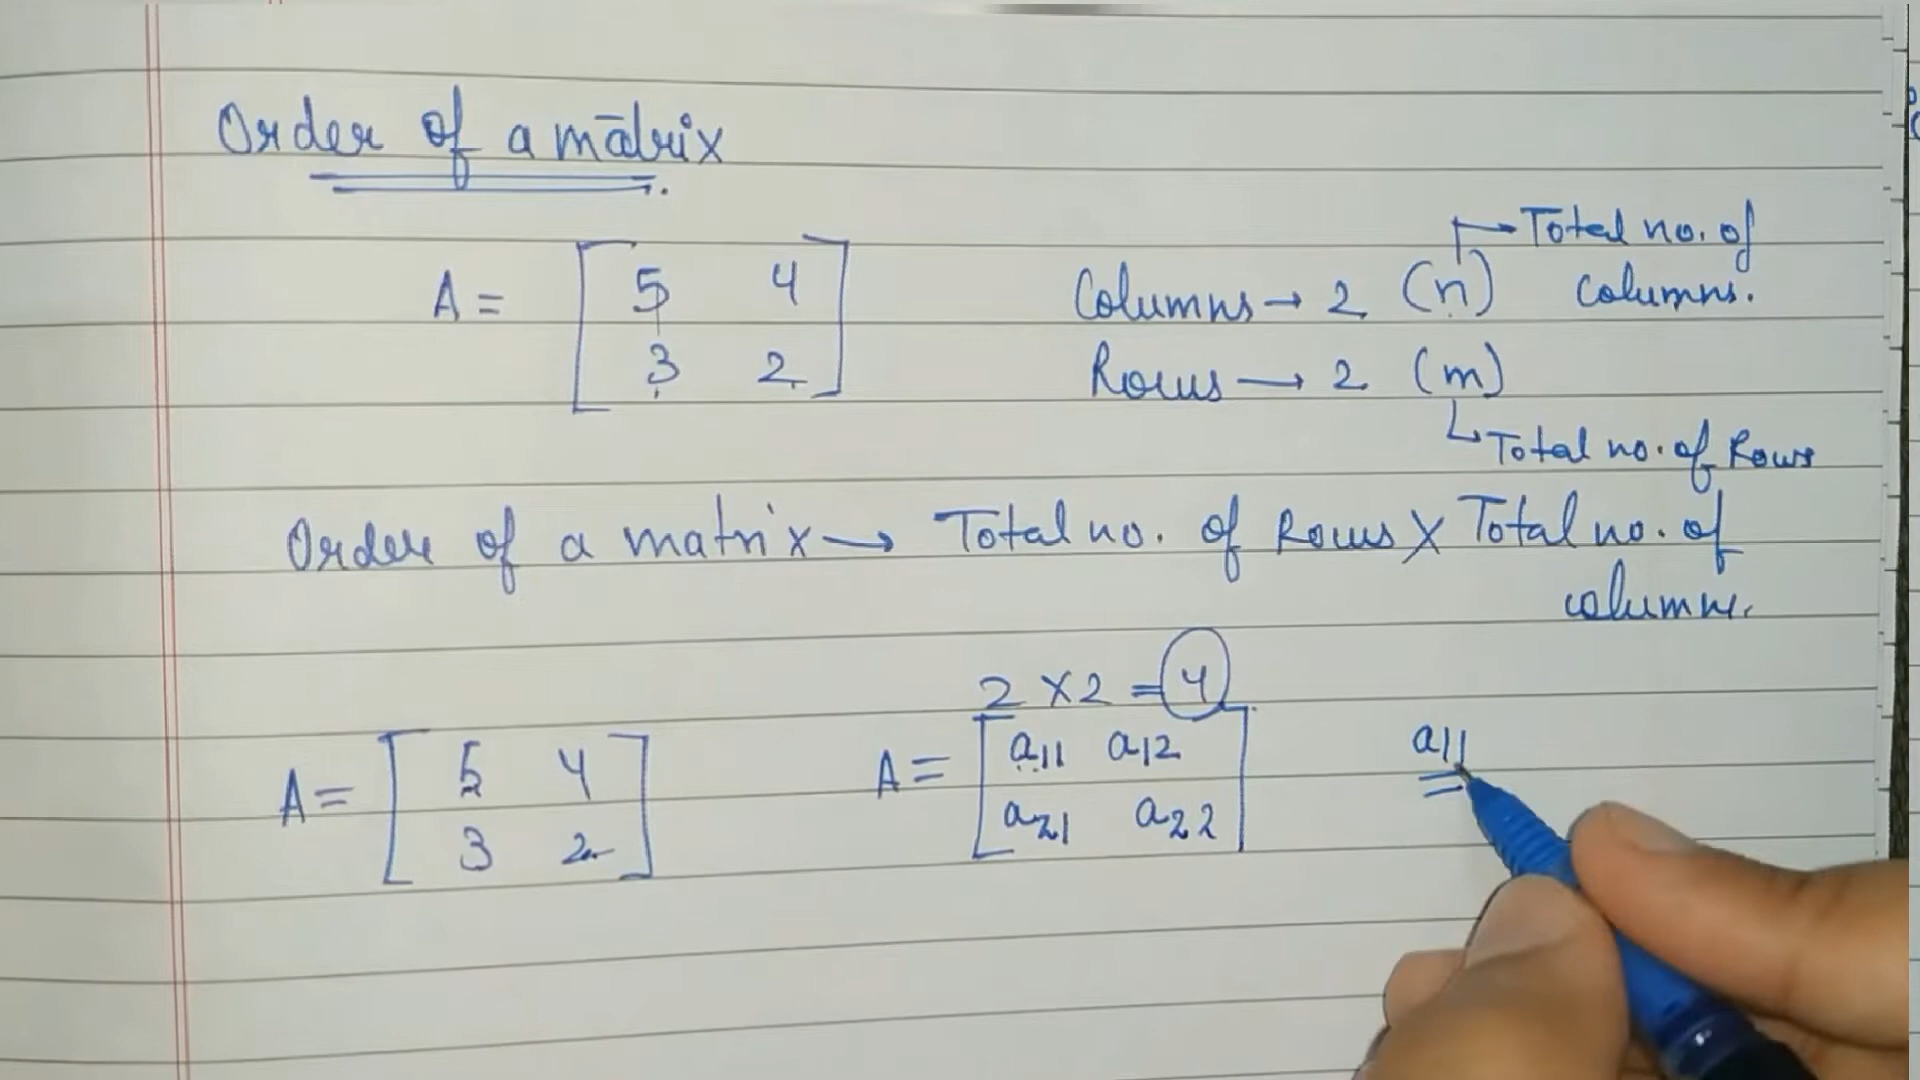 Order of a matrix
A = [ 5 4
3 2 ]
Columns → 2 (n) → Total no. of
columns.
Rows → 2 (m)
Total no. of Rows
Order of a matrix → Total no. of Rows X Total no. of
columns.
2 X 2 = 4
A = [ 5 4
3 2 ]
A = [ a11 a12
a21 a22 ]
a11